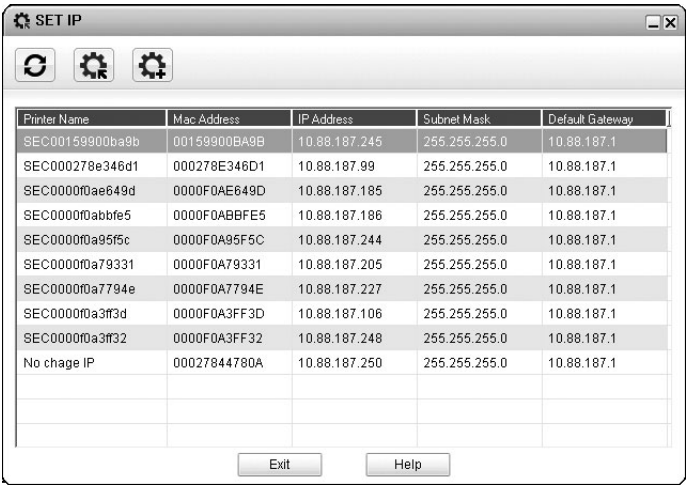 SET IP
Printer Name Mac Address IP Address Subnet Mask Default Gateway
SEC00159900ba9b 00159900BA9B 10.88.187.245 255.255.255.0 10.88.187.1
SEC000278e346d1 000278E346D1 10.88.187.99 255.255.255.0 10.88.187.1
SEC0000f0ae649d 0000F0AE649D 10.88.187.185 255.255.255.0 10.88.187.1
SEC0000f0abbfe5 0000F0ABBFE5 10.88.187.186 255.255.255.0 10.88.187.1
SEC0000f0a95f5c 0000F0A95F5C 10.88.187.244 255.255.255.0 10.88.187.1
SEC0000f0a79331 0000F0A79331 10.88.187.205 255.255.255.0 10.88.187.1
SEC0000f0a7794e 0000F0A7794E 10.88.187.227 255.255.255.0 10.88.187.1
SEC0000f0a3ff3d 0000F0A3FF3D 10.88.187.106 255.255.255.0 10.88.187.1
SEC0000f0a3ff32 0000F0A3FF32 10.88.187.248 255.255.255.0 10.88.187.1
No chage IP 00027844780A 10.88.187.250 255.255.255.0 10.88.187.1
Exit Help